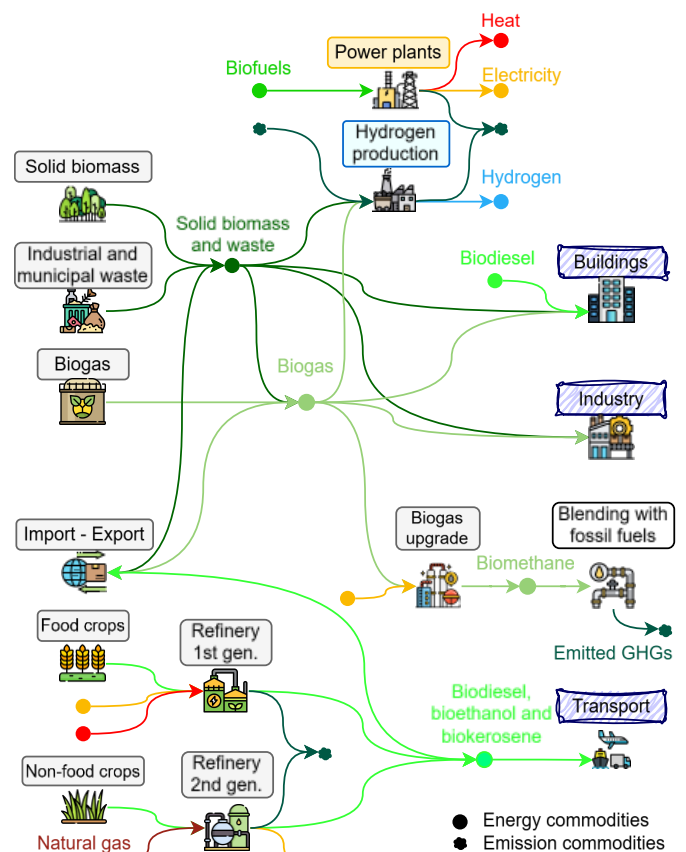 Heat
Power plants
Biofuels
Electricity
Hydrogen
production
Solid biomass
Hydrogen
Solid biomass
and waste
Industrial and
municipal waste
Biodiesel
Buildings
Biogas
Biogas
Industry
Import - Export
Biogas
upgrade
Blending with
fossil fuels
Biomethane
Food crops
Refinery
1st gen.
Emitted GHGs
Biodiesel,
bioethanol and
biokerosene
Transport
Non-food crops
Refinery
2nd gen.
Natural gas
Energy commodities
Emission commodities